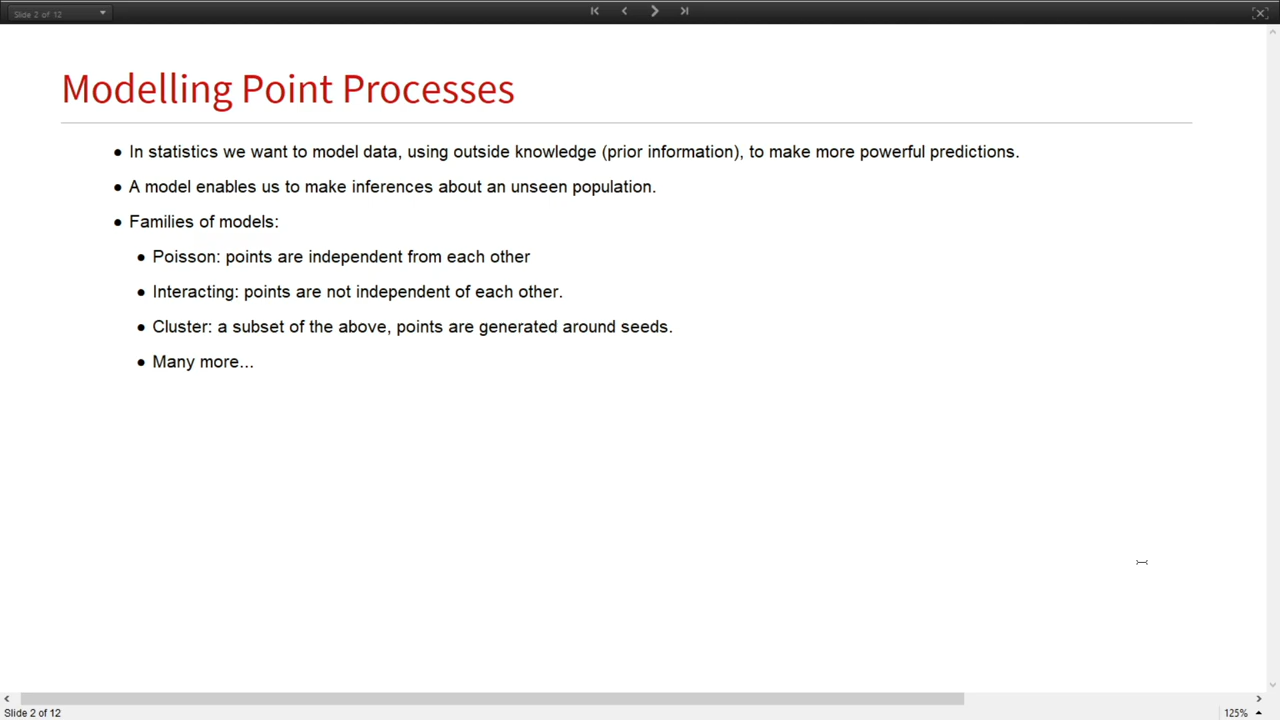 Slide 2 of 12
Modelling Point Processes
• In statistics we want to model data, using outside knowledge (prior information), to make more powerful predictions.
• A model enables us to make inferences about an unseen population.
• Families of models:
• Poisson: points are independent from each other
• Interacting: points are not independent of each other.
• Cluster: a subset of the above, points are generated around seeds.
• Many more...
Slide 2 of 12
125%